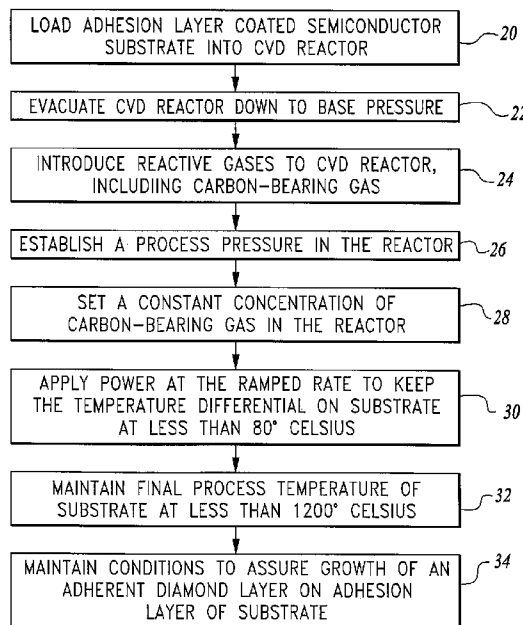 LOAD ADHESION LAYER COATED SEMICONDUCTOR
SUBSTRATE INTO CVD REACTOR
20
EVACUATE CVD REACTOR DOWN TO BASE PRESSURE
22
INTRODUCE REACTIVE GASES TO CVD REACTOR,
INCLUDIING CARBON-BEARING GAS
24
ESTABLISH A PROCESS PRESSURE IN THE REACTOR
26
SET A CONSTANT CONCENTRATION OF
CARBON-BEARING GAS IN THE REACTOR
28
APPLY POWER AT THE RAMPED RATE TO KEEP
THE TEMPERATURE DIFFERENTIAL ON SUBSTRATE
AT LESS THAN 80° CELSIUS
30
MAINTAIN FINAL PROCESS TEMPERATURE OF
SUBSTRATE AT LESS THAN 1200° CELSIUS
32
MAINTAIN CONDITIONS TO ASSURE GROWTH OF AN
ADHERENT DIAMOND LAYER ON ADHESION
LAYER OF SUBSTRATE
34